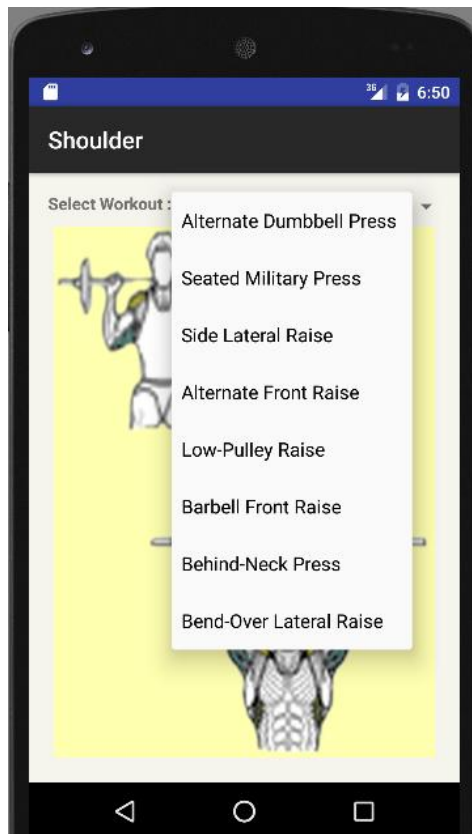 3G 6:50
Shoulder
Select Workout :
Alternate Dumbbell Press
Seated Military Press
Side Lateral Raise
Alternate Front Raise
Low-Pulley Raise
Barbell Front Raise
Behind-Neck Press
Bend-Over Lateral Raise